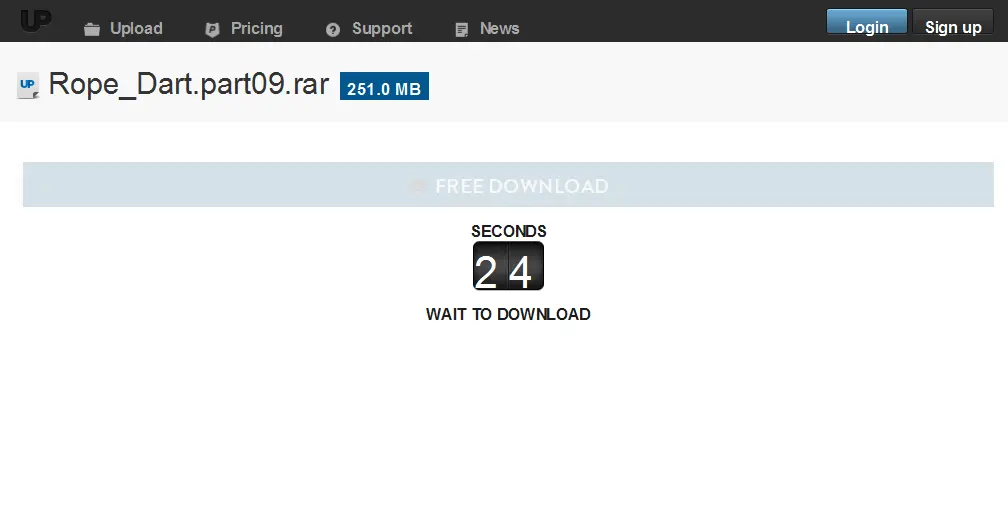 UP Upload Pricing Support News Login Sign up
UP Rope_Dart.part09.rar 251.0 MB
FREE DOWNLOAD
SECONDS
24
WAIT TO DOWNLOAD